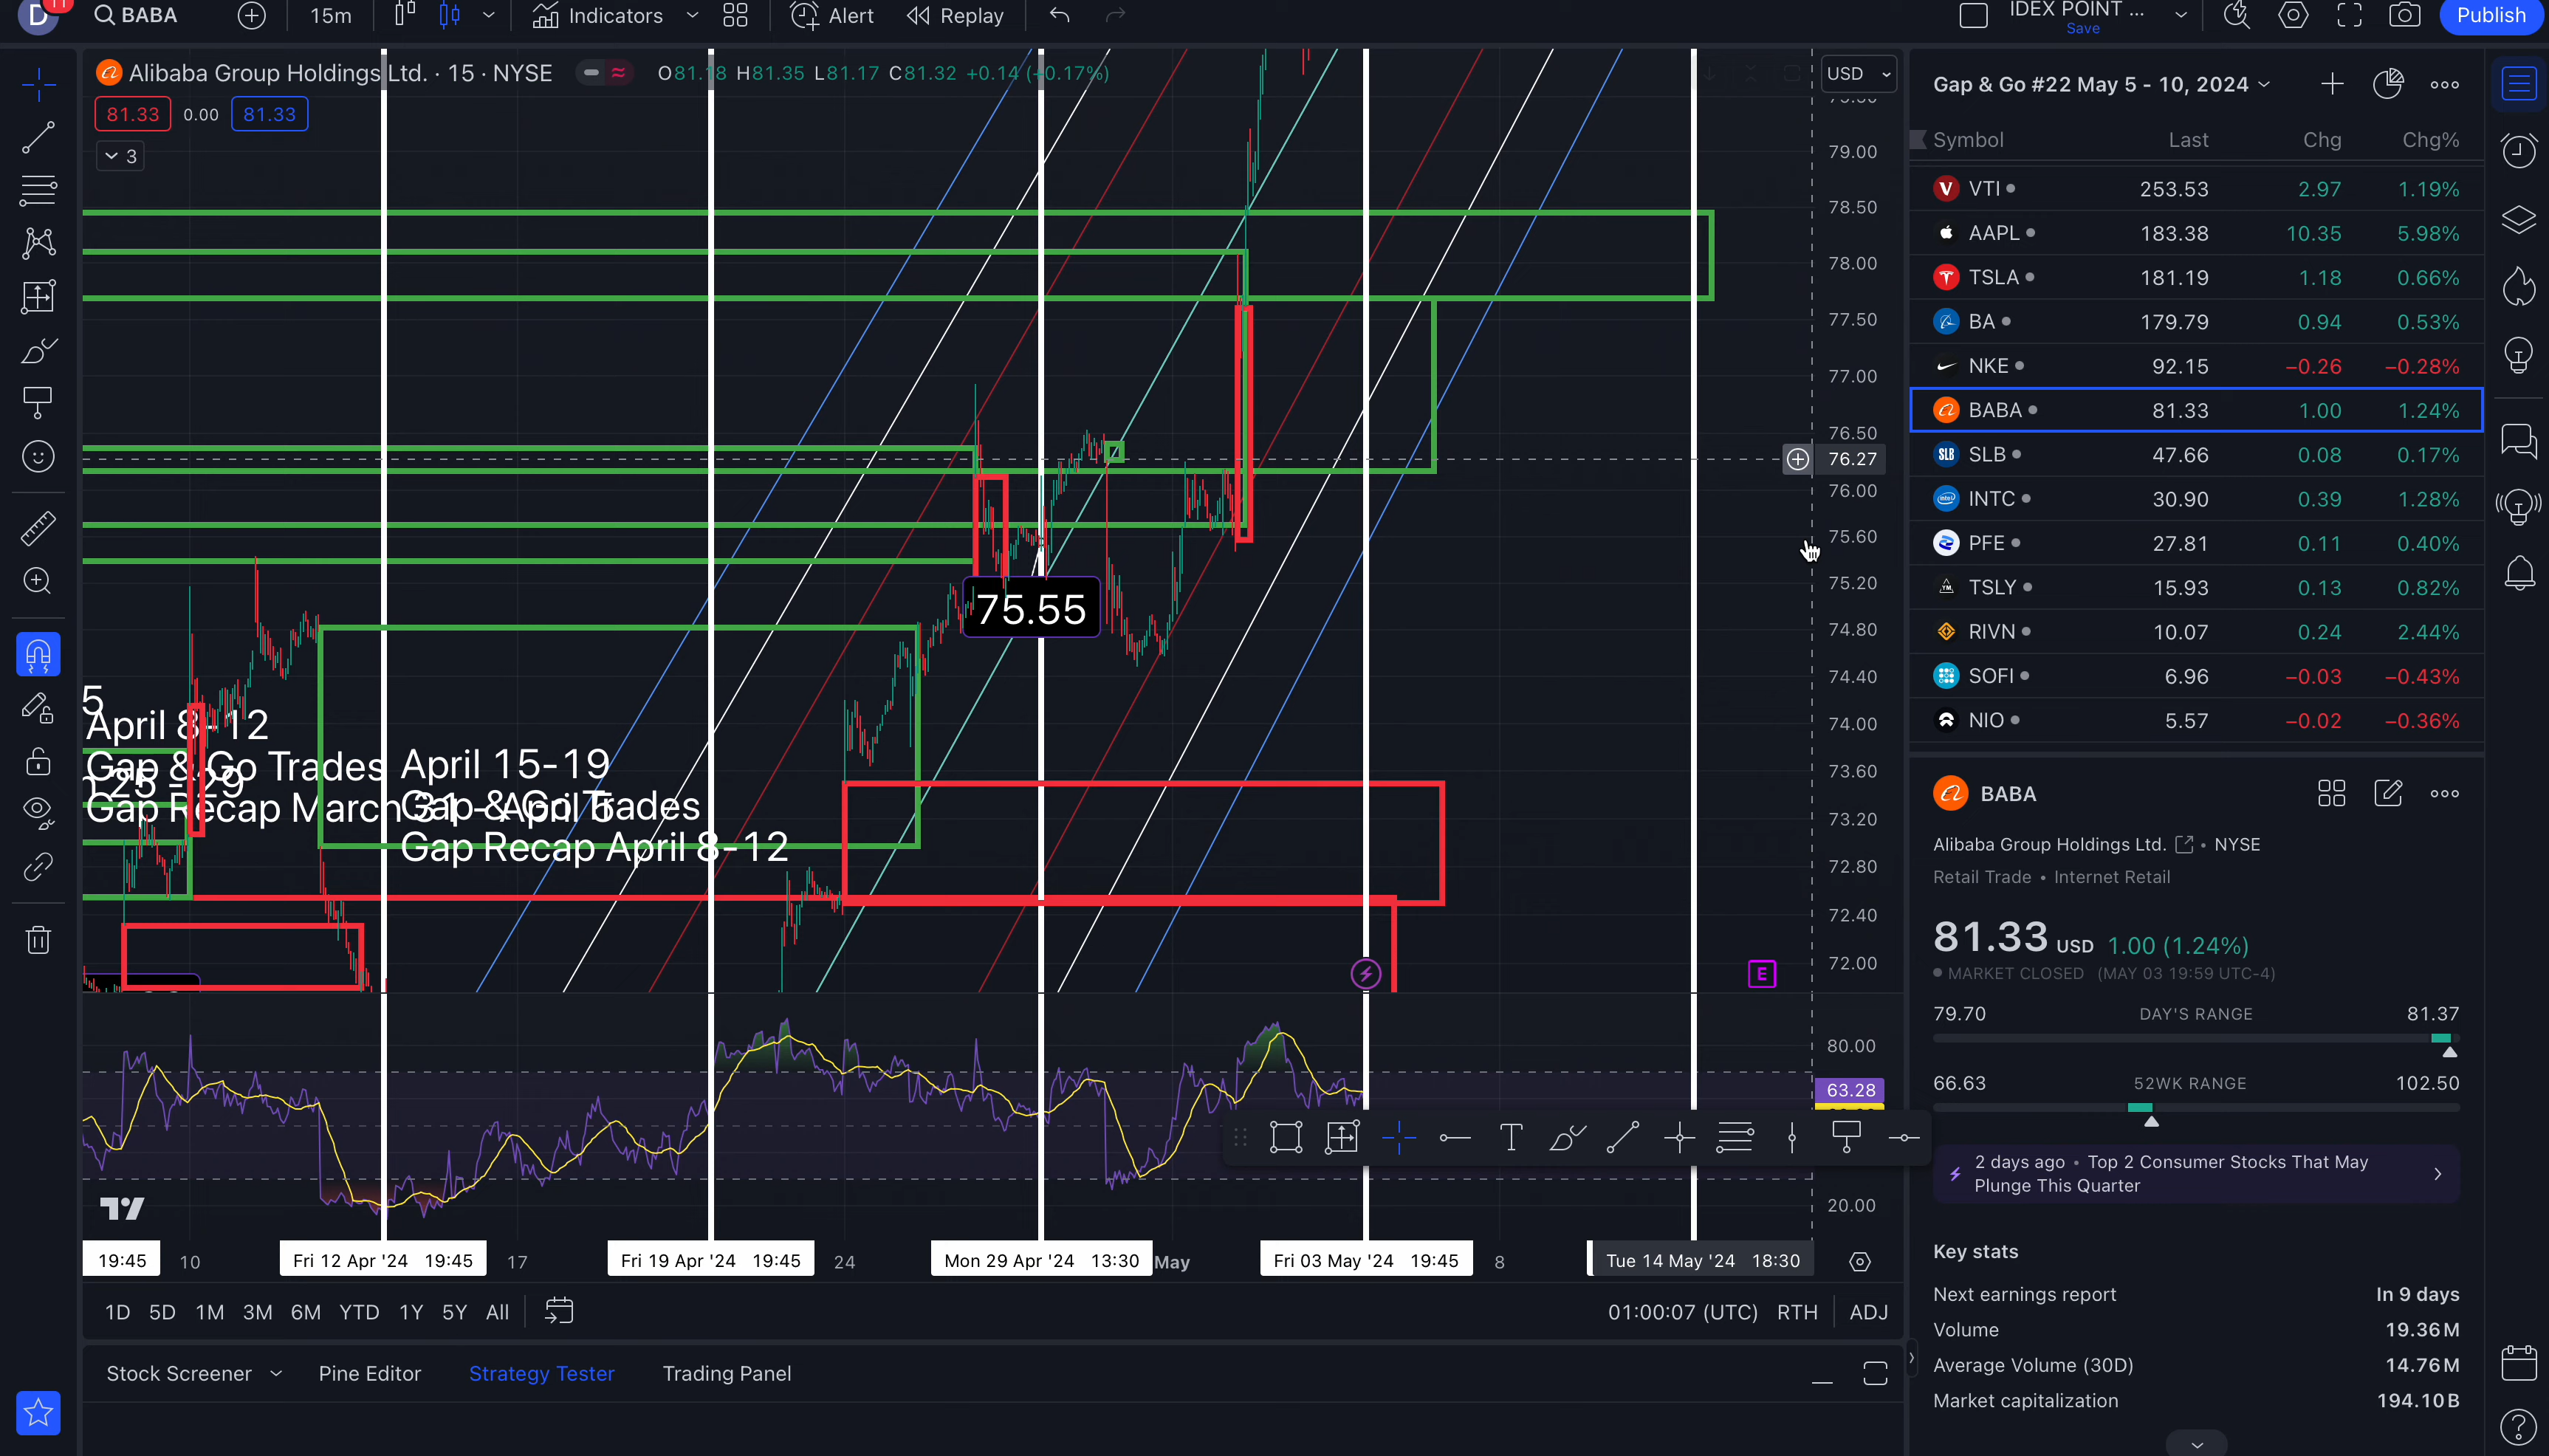 D
11
BABA
15m
Indicators
Alert
Replay
IDEX POINT ...
Save
Publish
Alibaba Group Holdings Ltd. · 15 · NYSE
O81.18 H81.35 L81.17 C81.32 +0.14 (+0.17%)
USD
81.33 0.00 81.33
3
79.00
78.50
78.00
77.50
77.00
76.50
76.27
76.00
75.60
75.20
74.80
74.40
74.00
73.60
73.20
72.80
72.40
72.00
75.55
5
April 8-12
Gap & Go Trades
25 - 29
Gap Recap March 31 - April 5
April 15-19
Gap & Go Trades
Gap Recap April 8-12
E
80.00
63.28
20.00
19:45
10
Fri 12 Apr '24 19:45
17
Fri 19 Apr '24 19:45
24
Mon 29 Apr '24 13:30
May
Fri 03 May '24 19:45
8
Tue 14 May '24 18:30
1D 5D 1M 3M 6M YTD 1Y 5Y All
01:00:07 (UTC) RTH ADJ
Stock Screener
Pine Editor
Strategy Tester
Trading Panel
Gap & Go #22 May 5 - 10, 2024
Symbol Last Chg Chg%
VTI 253.53 2.97 1.19%
AAPL 183.38 10.35 5.98%
TSLA 181.19 1.18 0.66%
BA 179.79 0.94 0.53%
NKE 92.15 −0.26 −0.28%
BABA 81.33 1.00 1.24%
SLB 47.66 0.08 0.17%
INTC 30.90 0.39 1.28%
PFE 27.81 0.11 0.40%
TSLY 15.93 0.13 0.82%
RIVN 10.07 0.24 2.44%
SOFI 6.96 −0.03 −0.43%
NIO 5.57 −0.02 −0.36%
BABA
Alibaba Group Holdings Ltd. • NYSE
Retail Trade • Internet Retail
81.33 USD 1.00 (1.24%)
MARKET CLOSED (MAY 03 19:59 UTC-4)
79.70 DAY'S RANGE 81.37
66.63 52WK RANGE 102.50
2 days ago • Top 2 Consumer Stocks That May
Plunge This Quarter
Key stats
Next earnings report In 9 days
Volume 19.36M
Average Volume (30D) 14.76M
Market capitalization 194.10B